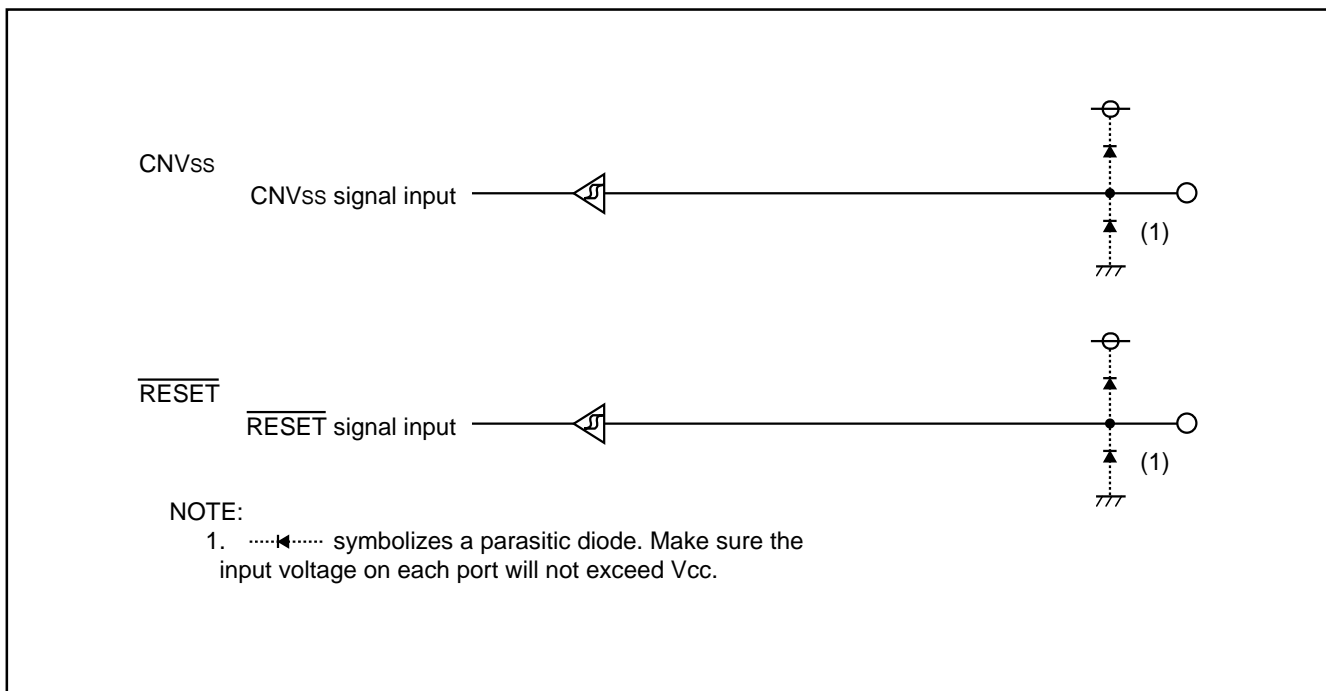 CNVss
CNVss signal input
(1)
RESET
RESET signal input
(1)
NOTE:
1. symbolizes a parasitic diode. Make sure the
input voltage on each port will not exceed Vcc.